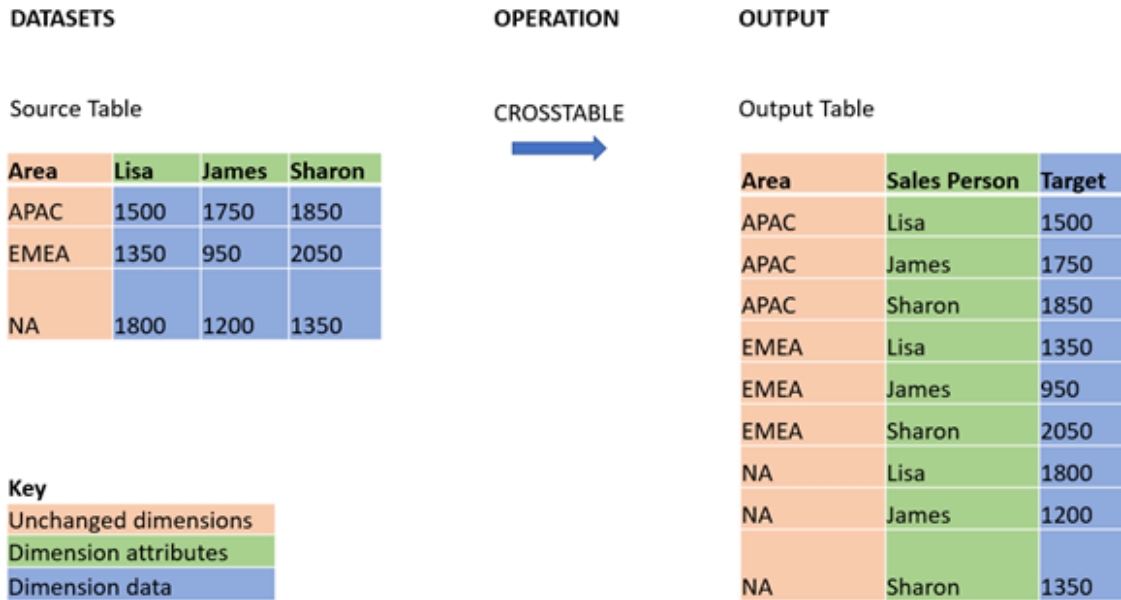 DATASETS OPERATION OUTPUT
Source Table CROSSTABLE Output Table
Area Lisa James Sharon
APAC 1500 1750 1850
EMEA 1350 950 2050
NA 1800 1200 1350
Area Sales Person Target
APAC Lisa 1500
APAC James 1750
APAC Sharon 1850
EMEA Lisa 1350
EMEA James 950
EMEA Sharon 2050
NA Lisa 1800
NA James 1200
NA Sharon 1350
Key
Unchanged dimensions
Dimension attributes
Dimension data